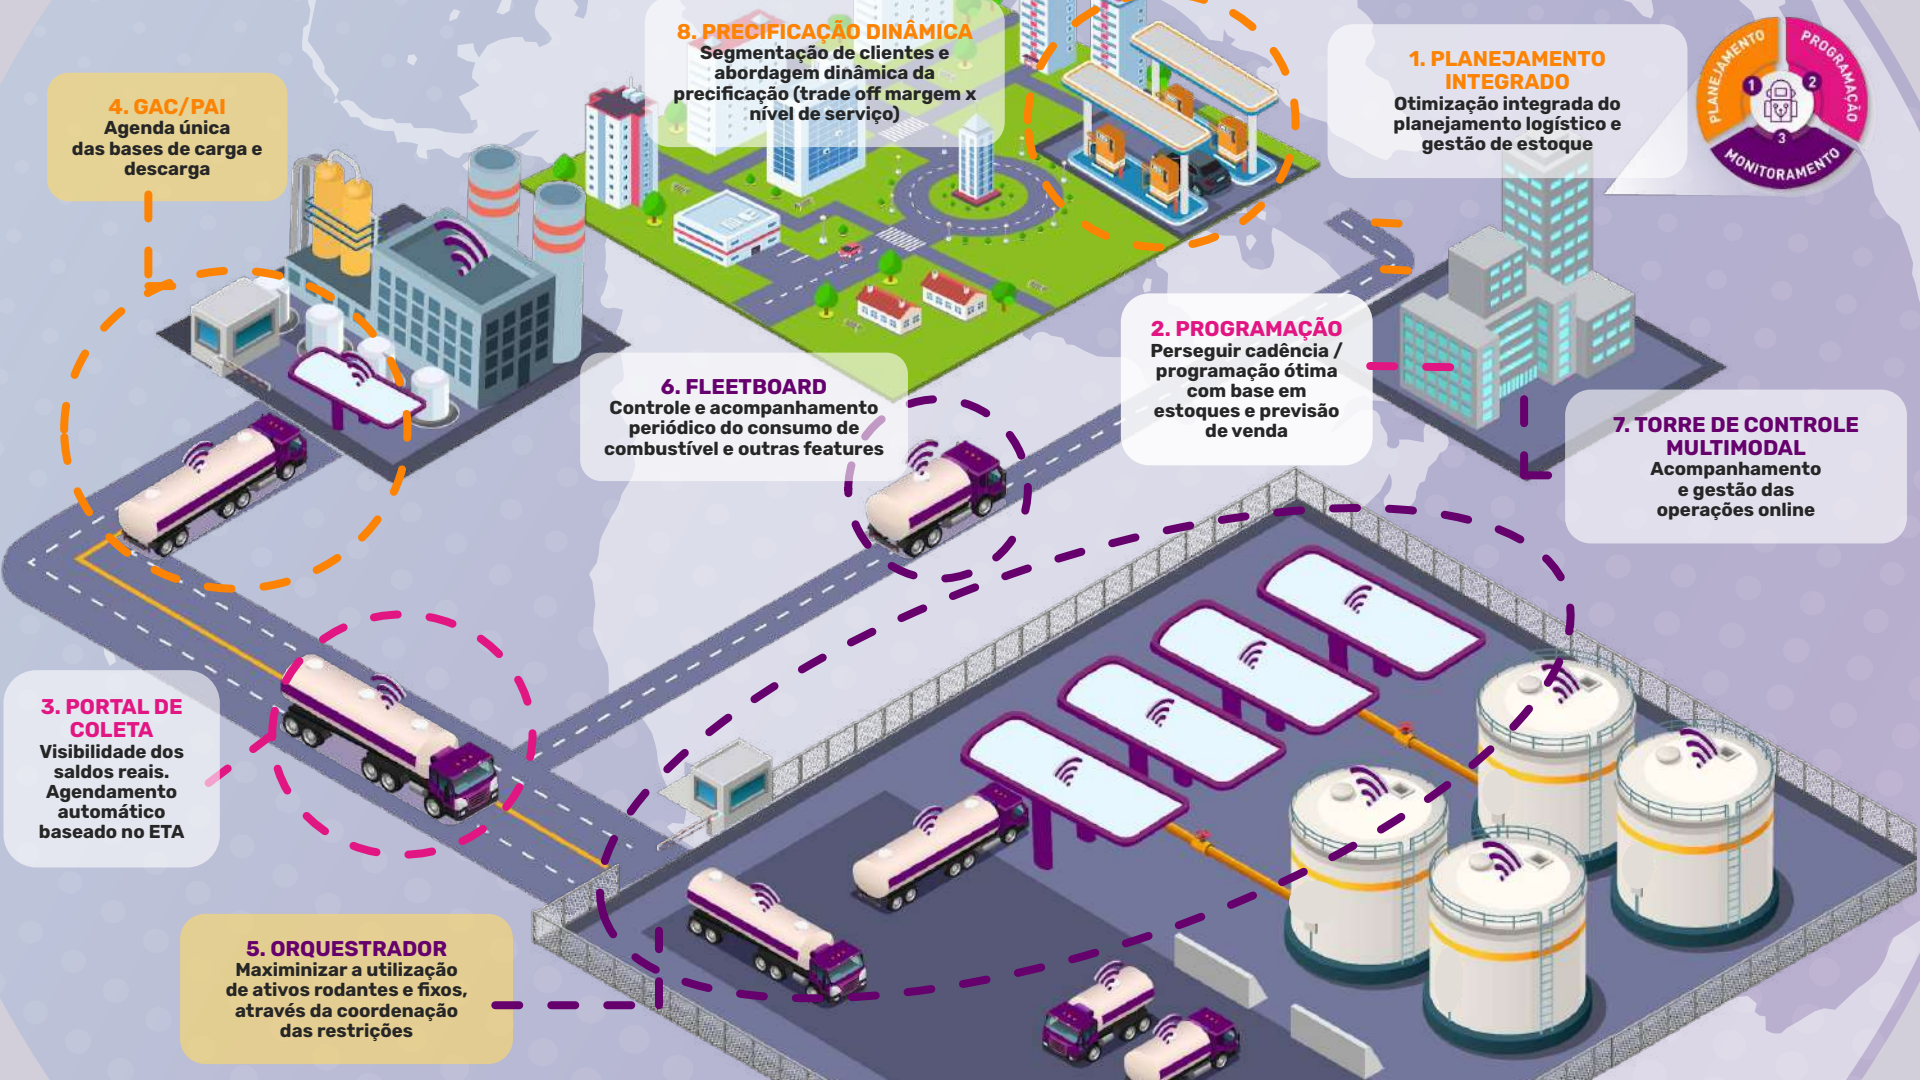 8. PRECIFICAÇÃO DINÂMICA
Segmentação de clientes e
abordagem dinâmica da
precificação (trade off margem x
nível de serviço)
1. PLANEJAMENTO
INTEGRADO
Otimização integrada do
planejamento logístico e
gestão de estoque
PLANEJAMENTO
PROGRAMAÇÃO
MONITORAMENTO
1
2
3
4. GAC/PAI
Agenda única
das bases de carga e
descarga
2. PROGRAMAÇÃO
Perseguir cadência /
programação ótima
com base em
estoques e previsão
de venda
6. FLEETBOARD
Controle e acompanhamento
periódico do consumo de
combustível e outras features
7. TORRE DE CONTROLE
MULTIMODAL
Acompanhamento
e gestão das
operações online
3. PORTAL DE
COLETA
Visibilidade dos
saldos reais.
Agendamento
automático
baseado no ETA
5. ORQUESTRADOR
Maximinizar a utilização
de ativos rodantes e fixos,
através da coordenação
das restrições